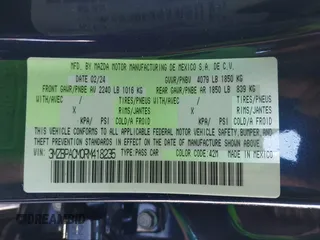 MFD. BY MAZDA MOTOR MANUFACTURING DE MEXICO S.A. DE C.V.
02/24 GVWR/PNBV 4079 LB 1850 KG
FRONT GAWR/PNBE AV 2240 LB 1016 KG REAR GAWR/PNBE AR 1850 LB 839 KG
WITH/AVEC / TIRES/PNEUS WITH/AVEC / TIRES/PNEUS
X RIMS/JANTES X RIMS/JANTES
KPA/ PSI COLD/A FROID KPA/ PSI COLD/A FROID
THIS VEHICLE CONFORMS TO ALL APPLICABLE FEDERAL MOTOR VEHICLE SAFETY, BUMPER, AND
THEFT PREVENTION STANDARDS IN EFFECT ON THE DATE OF MANUFACTURE SHOWN ABOVE.
TYPE: PASS CAR COLOR CODE: 42M MADE IN MEXICO
DREAMBID